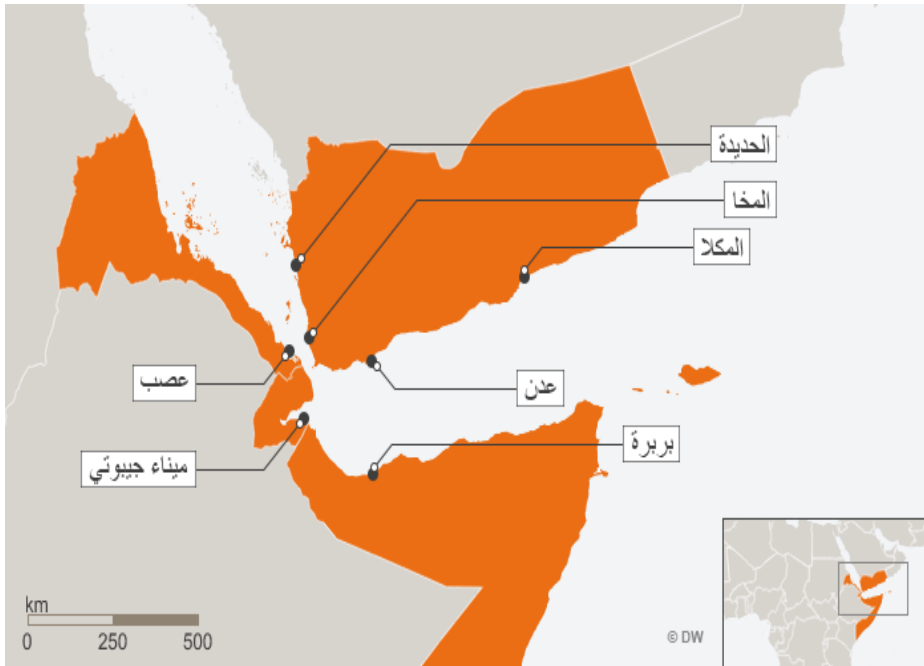 الحديدة
المخا
المكلا
عصب
عدن
بربرة
ميناء جيبوتي
km
0 250 500
© DW